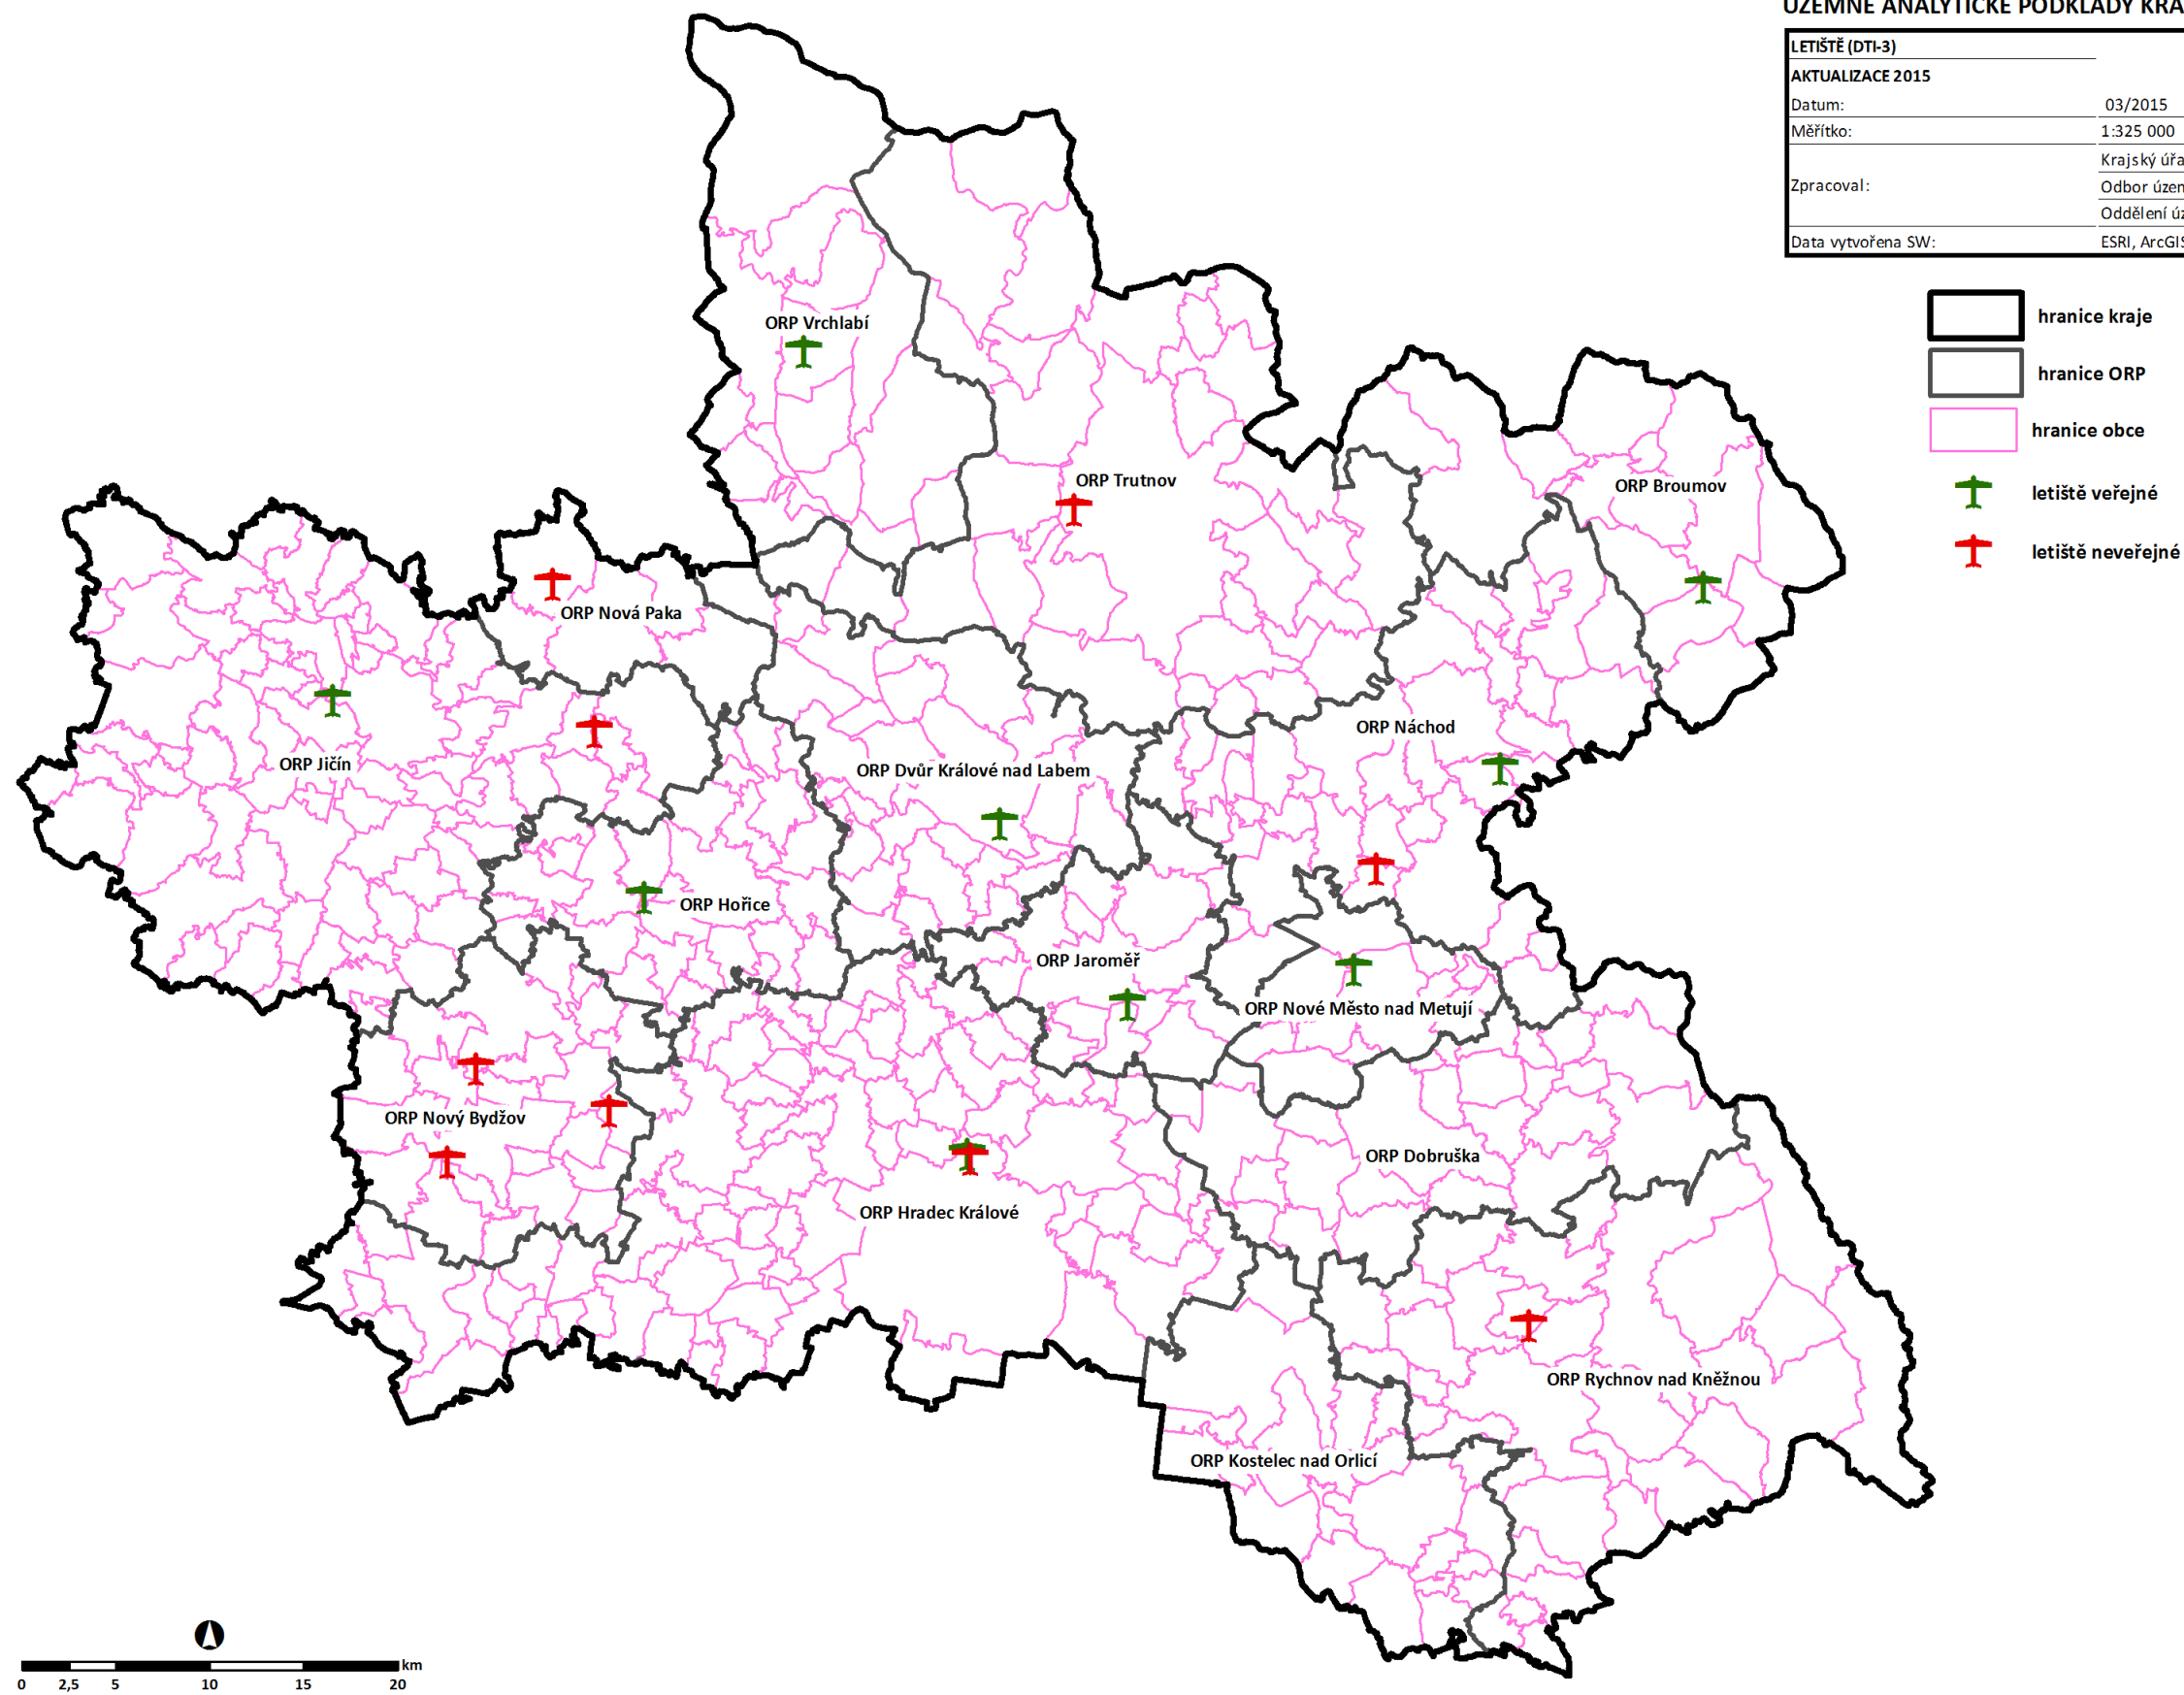 ÚZEMNĚ ANALYTICKÉ PODKLADY KRA
LETIŠTĚ (DTI-3)
AKTUALIZACE 2015
Datum: 03/2015
Měřítko: 1:325 000
Krajský úřa
Zpracoval: Odbor územ
Oddělení úz
Data vytvořena SW: ESRI, ArcGIS
hranice kraje
hranice ORP
hranice obce
letiště veřejné
letiště neveřejné
ORP Vrchlabí
ORP Trutnov
ORP Broumov
ORP Nová Paka
ORP Náchod
ORP Jičín
ORP Dvůr Králové nad Labem
ORP Hořice
ORP Jaroměř
ORP Nové Město nad Metují
ORP Nový Bydžov
ORP Dobruška
ORP Hradec Králové
ORP Rychnov nad Kněžnou
ORP Kostelec nad Orlicí
km
0 2,5 5 10 15 20